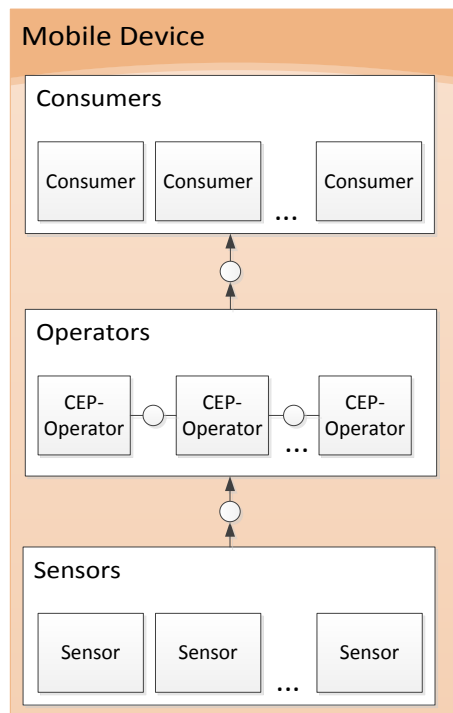 Mobile Device
Consumers
Consumer Consumer ... Consumer
Operators
CEP- CEP- CEP-
Operator Operator ... Operator
Sensors
Sensor Sensor ... Sensor